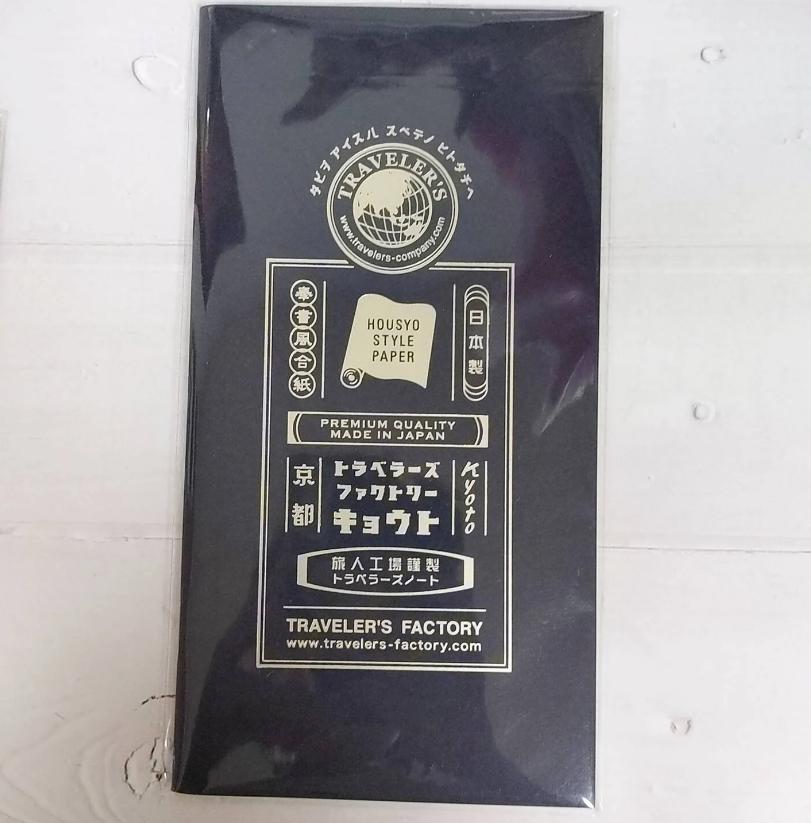 タビヲ アイスル スベテノ ヒトタチヘ
TRAVELER'S
www.travelers-company.com
奉書風合紙
HOUSYO
STYLE
PAPER
日本製
PREMIUM QUALITY
MADE IN JAPAN
京都
トラベラーズ
ファクトリー
キョウト
Kyoto
旅人工場謹製
トラベラーズノート
TRAVELER'S FACTORY
www.travelers-factory.com